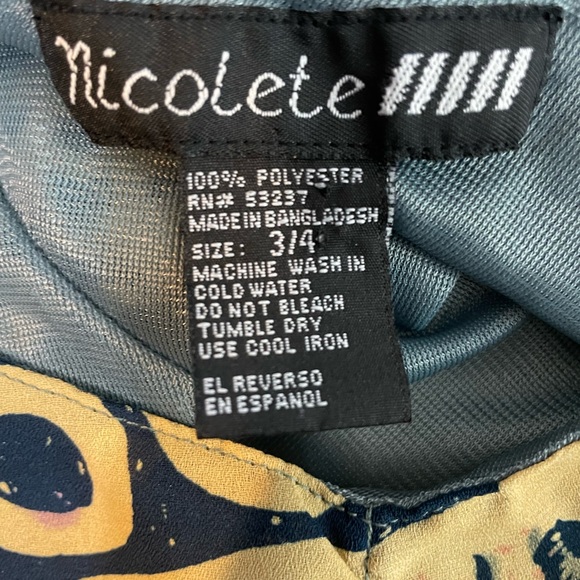 Nicolete
100% POLYESTER
RN# 53237
MADE IN BANGLADESH
SIZE: 3/4
MACHINE WASH IN
COLD WATER
DO NOT BLEACH
TUMBLE DRY
USE COOL IRON
EL REVERSO
EN ESPANOL